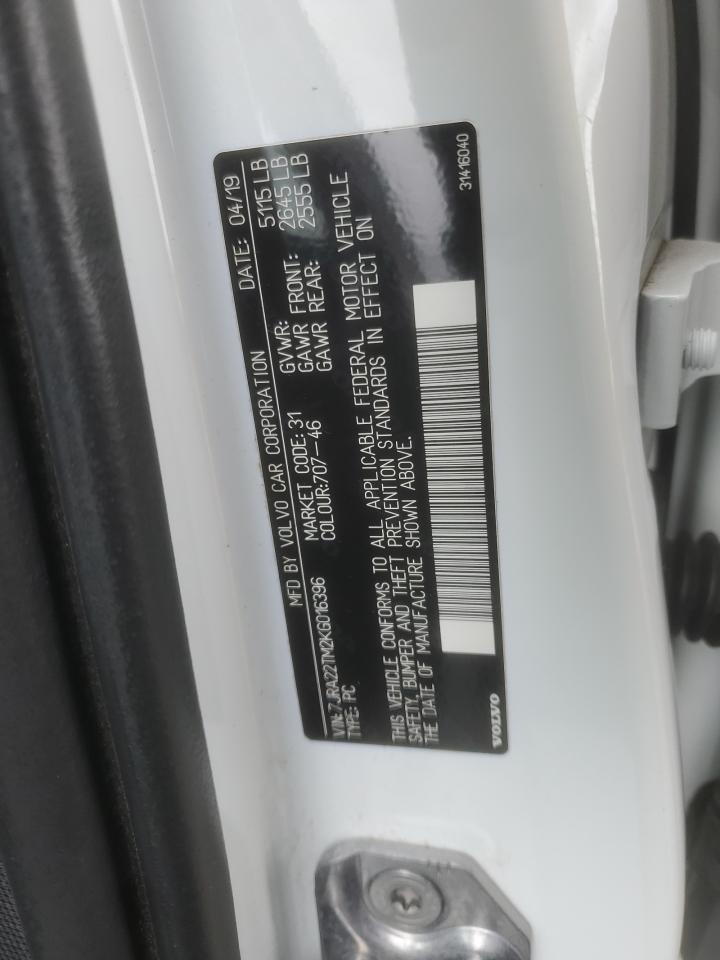 MFD BY VOLVO CAR CORPORATION DATE: 04/19
VIN: 7JRA22TM2KG016396 MARKET CODE: 31 GVWR: 5115 LB
TYPE: PC COLOUR:707-46 GAWR FRONT: 2645 LB
GAWR REAR: 2555 LB
THIS VEHICLE CONFORMS TO ALL APPLICABLE FEDERAL MOTOR VEHICLE
SAFETY, BUMPER AND THEFT PREVENTION STANDARDS IN EFFECT ON
THE DATE OF MANUFACTURE SHOWN ABOVE.
VOLVO 31416040